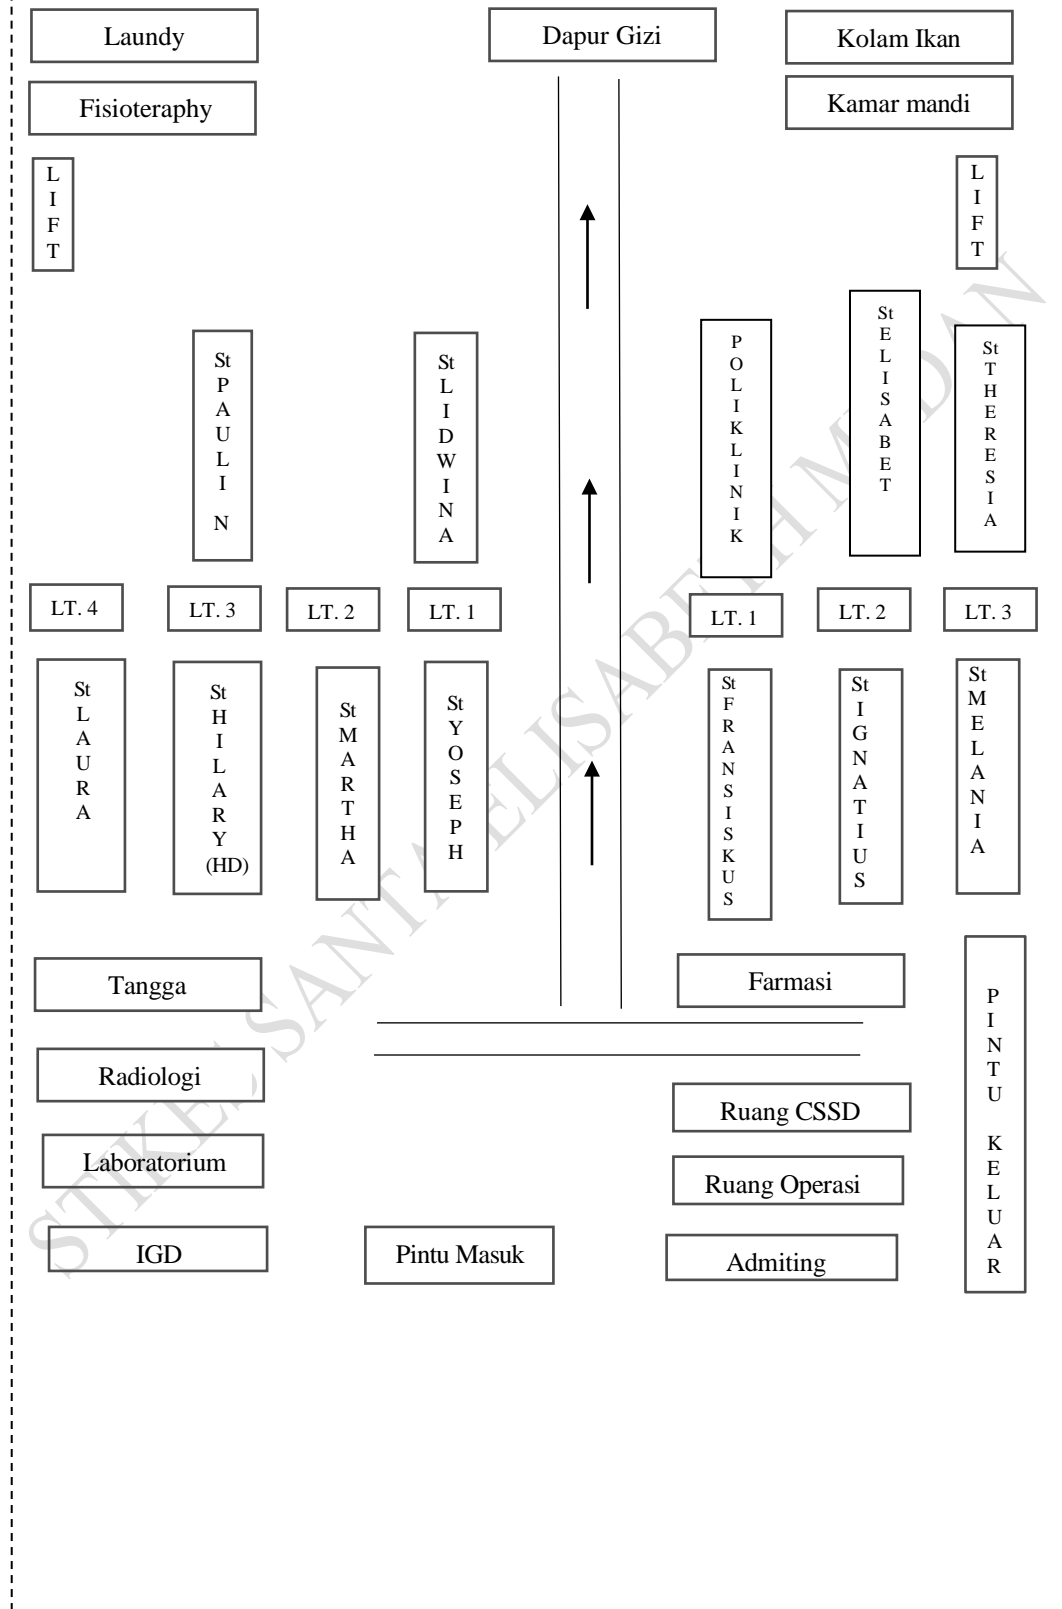 Laundy
Dapur Gizi
Kolam Ikan
Fisioteraphy
Kamar mandi
LIFT
LIFT
St PAULI N
St LIDWINA
POLIKLINIK
St ELISABET
St THERESIA
LT. 4
LT. 3
LT. 2
LT. 1
LT. 1
LT. 2
LT. 3
St LAURA
St HILARY (HD)
St MARTHA
St YOSEPH
St FRANSISKUS
St IGNATIUS
St MELANIA
Tangga
Farmasi
PINTU KELUAR
Radiologi
Ruang CSSD
Laboratorium
Ruang Operasi
IGD
Pintu Masuk
Admiting
STIKES SANTA ELISABETH MEDAN